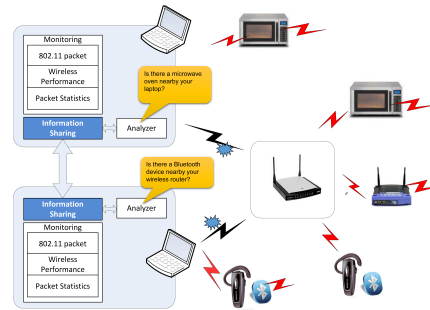 Monitoring
802.11 packet
Wireless
Performance
Packet Statistics
Is there a microwave
oven nearby your
laptop?
Information
Sharing
Analyzer
Is there a Bluetooth
device nearby your
wireless router?
Information
Sharing
Analyzer
Monitoring
802.11 packet
Wireless
Performance
Packet Statistics